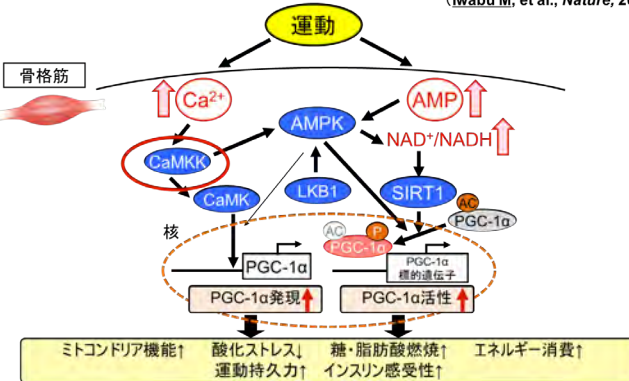 (Iwabu M, et al., Nature, 20
運動
骨格筋
Ca²⁺
AMP
AMPK
NAD⁺/NADH
CaMKK
CaMK
LKB1
SIRT1
AC
PGC-1α
核
AC
P
PGC-1α
PGC-1α
PGC-1α
標的遺伝子
PGC-1α発現↑
PGC-1α活性↑
ミトコンドリア機能↑ 酸化ストレス↓ 糖・脂肪酸燃焼↑ エネルギー消費↑
運動持久力↑ インスリン感受性↑